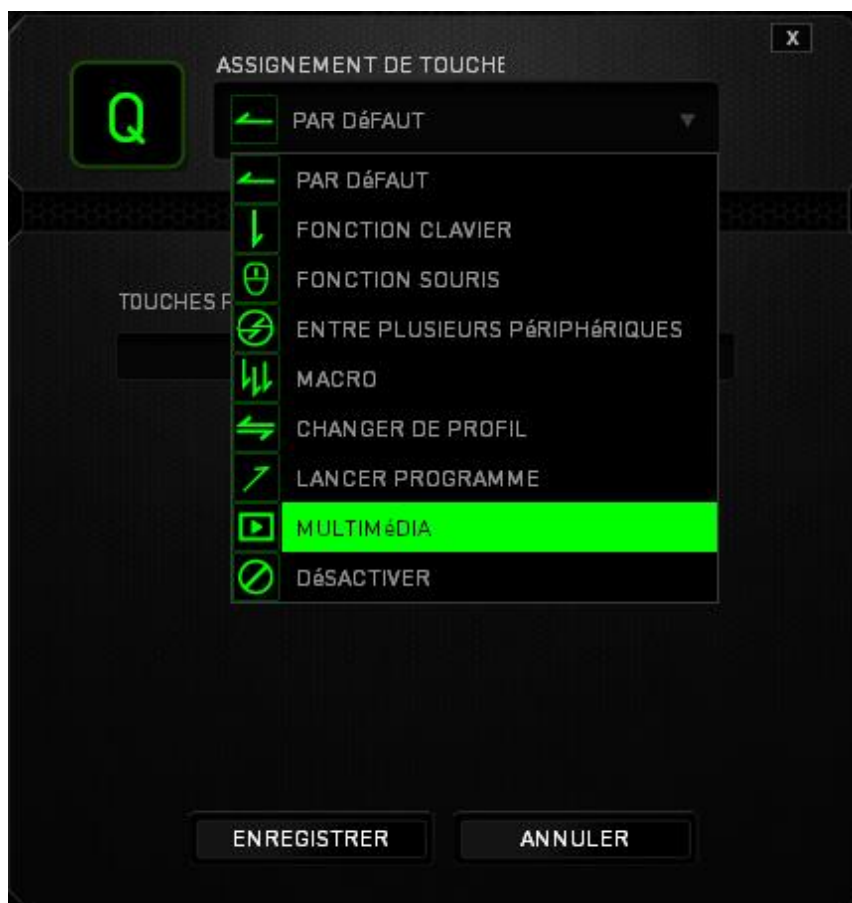 X
ASSIGNEMENT DE TOUCHE
Q
PAR DéFAUT
PAR DéFAUT
FONCTION CLAVIER
FONCTION SOURIS
TOUCHES
ENTRE PLUSIEURS PéRIPHéRIQUES
MACRO
CHANGER DE PROFIL
LANCER PROGRAMME
MULTIMéDIA
DéSACTIVER
ENREGISTRER
ANNULER